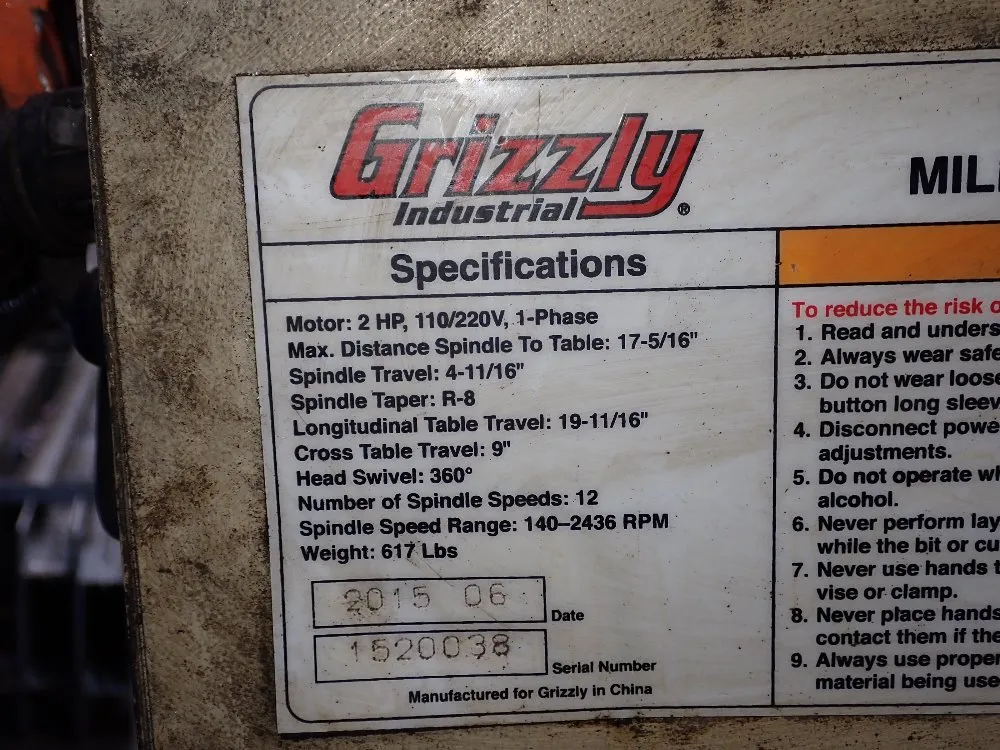 Grizzly
Industrial®
MIL
Specifications
Motor: 2 HP, 110/220V, 1-Phase
Max. Distance Spindle To Table: 17-5/16"
Spindle Travel: 4-11/16"
Spindle Taper: R-8
Longitudinal Table Travel: 19-11/16"
Cross Table Travel: 9"
Head Swivel: 360°
Number of Spindle Speeds: 12
Spindle Speed Range: 140–2436 RPM
Weight: 617 Lbs
2015 06
Date
1520038
Serial Number
Manufactured for Grizzly in China
To reduce the risk o
1. Read and unders
2. Always wear safe
3. Do not wear loose
button long sleev
4. Disconnect powe
adjustments.
5. Do not operate wh
alcohol.
6. Never perform lay
while the bit or cu
7. Never use hands t
vise or clamp.
8. Never place hands
contact them if the
9. Always use proper
material being use